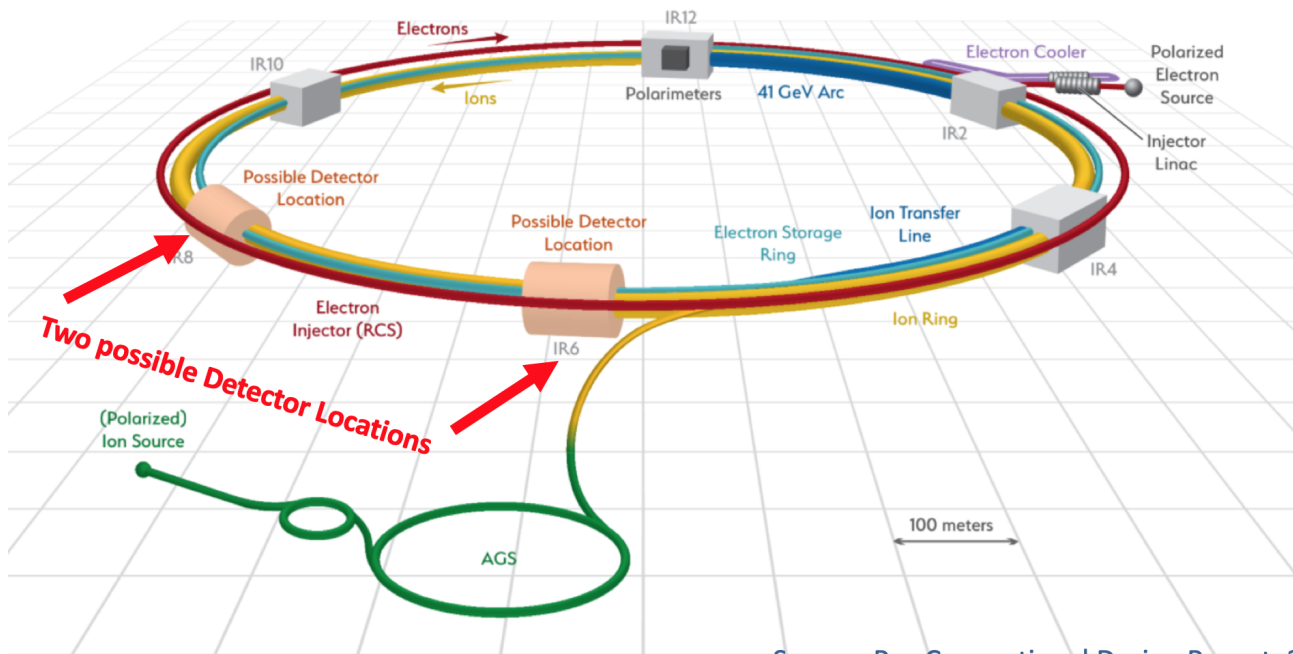 IR12
Electrons
IR10
Ions
Polarimeters
41 GeV Arc
Electron Cooler
Polarized
Electron
Source
IR2
Injector
Linac
Possible Detector
Location
Possible Detector
Location
Electron Storage
Ring
Ion Transfer
Line
IR4
R8
Electron
Injector (RCS)
Ion Ring
IR6
Two possible Detector Locations
(Polarized)
Ion Source
AGS
100 meters